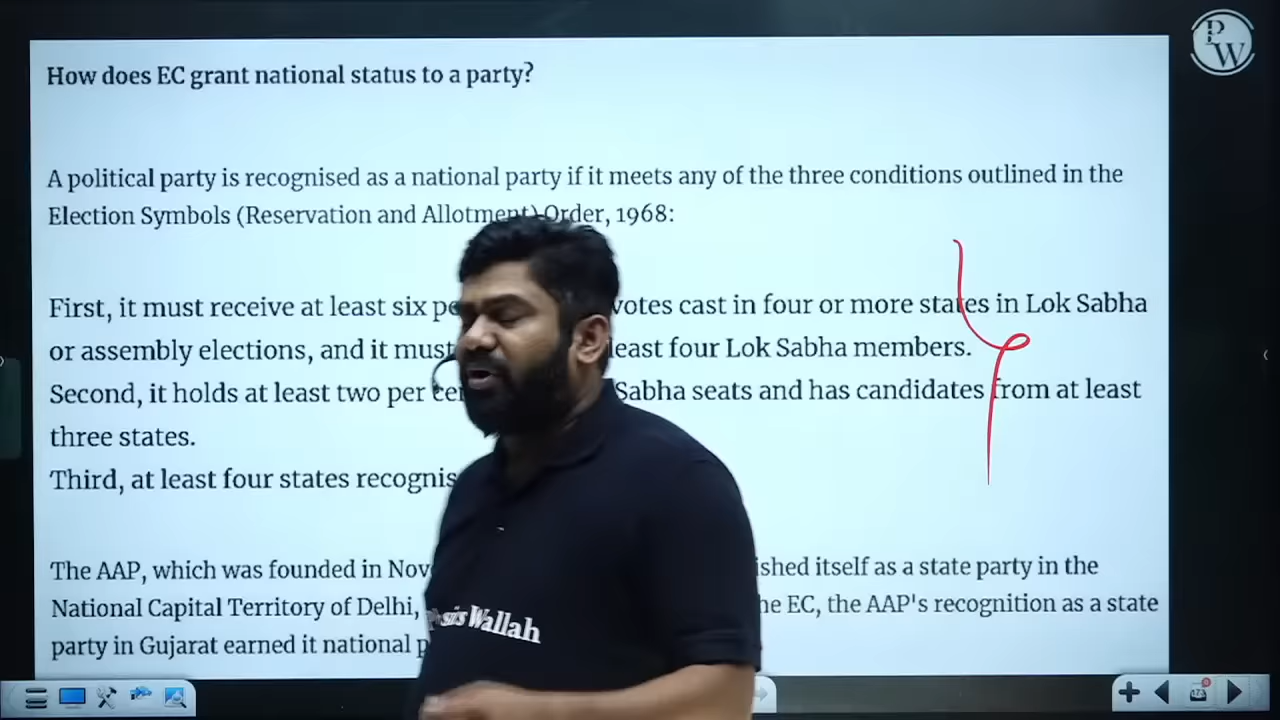 PW
How does EC grant national status to a party?
A political party is recognised as a national party if it meets any of the three conditions outlined in the
Election Symbols (Reservation and Allotment) Order, 1968:
First, it must receive at least six votes cast in four or more states in Lok Sabha
or assembly elections, and it must least four Lok Sabha members.
Second, it holds at least two per Sabha seats and has candidates from at least
three states.
Third, at least four states
The AAP, which was founded in itself as a state party in the
National Capital Territory of Delhi, EC, the AAP's recognition as a state
party in Gujarat earned it national
Wallah